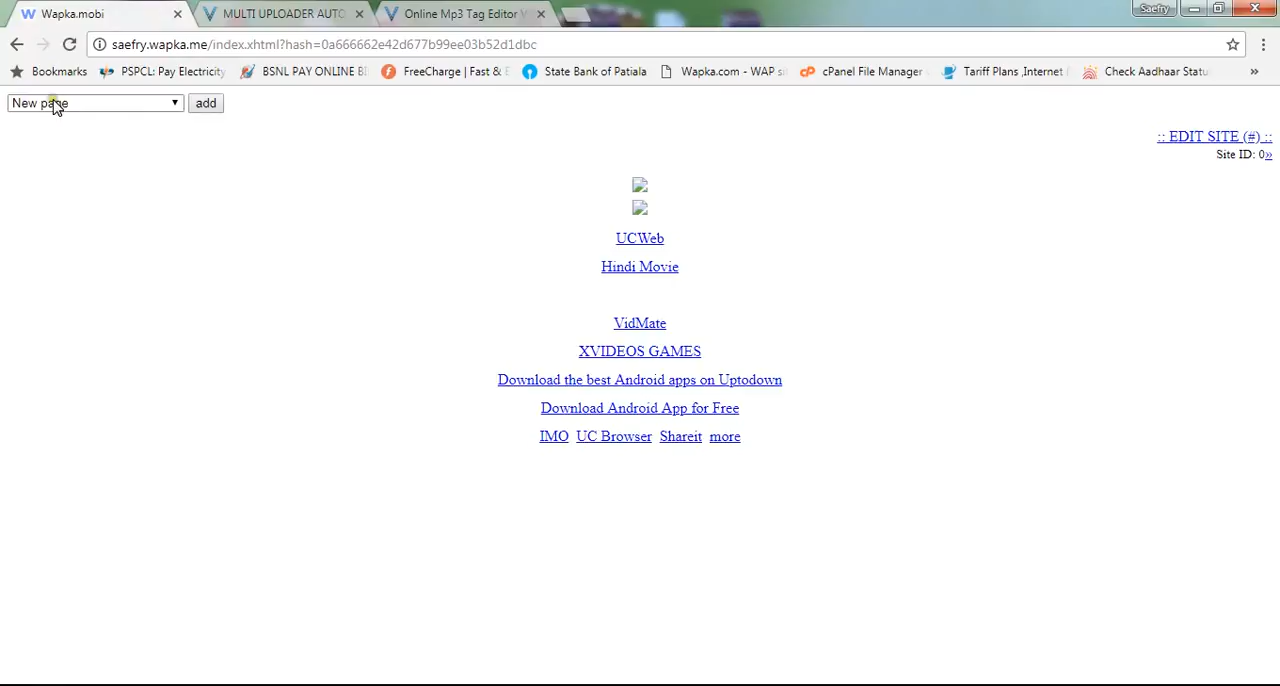 Wapka.mobi
MULTI UPLOADER AUTO
Online Mp3 Tag Editor V
Saefry
saefry.wapka.me/index.xhtml?hash=0a666662e42d677b99ee03b52d1dbc
Bookmarks PSPCL: Pay Electricity BSNL PAY ONLINE BI FreeCharge | Fast & E State Bank of Patiala Wapka.com - WAP si cPanel File Manager Tariff Plans ,Internet Check Aadhaar Statu »
New page add
:: EDIT SITE (#) ::
Site ID: 0»
UCWeb
Hindi Movie
VidMate
XVIDEOS GAMES
Download the best Android apps on Uptodown
Download Android App for Free
IMO UC Browser Shareit more